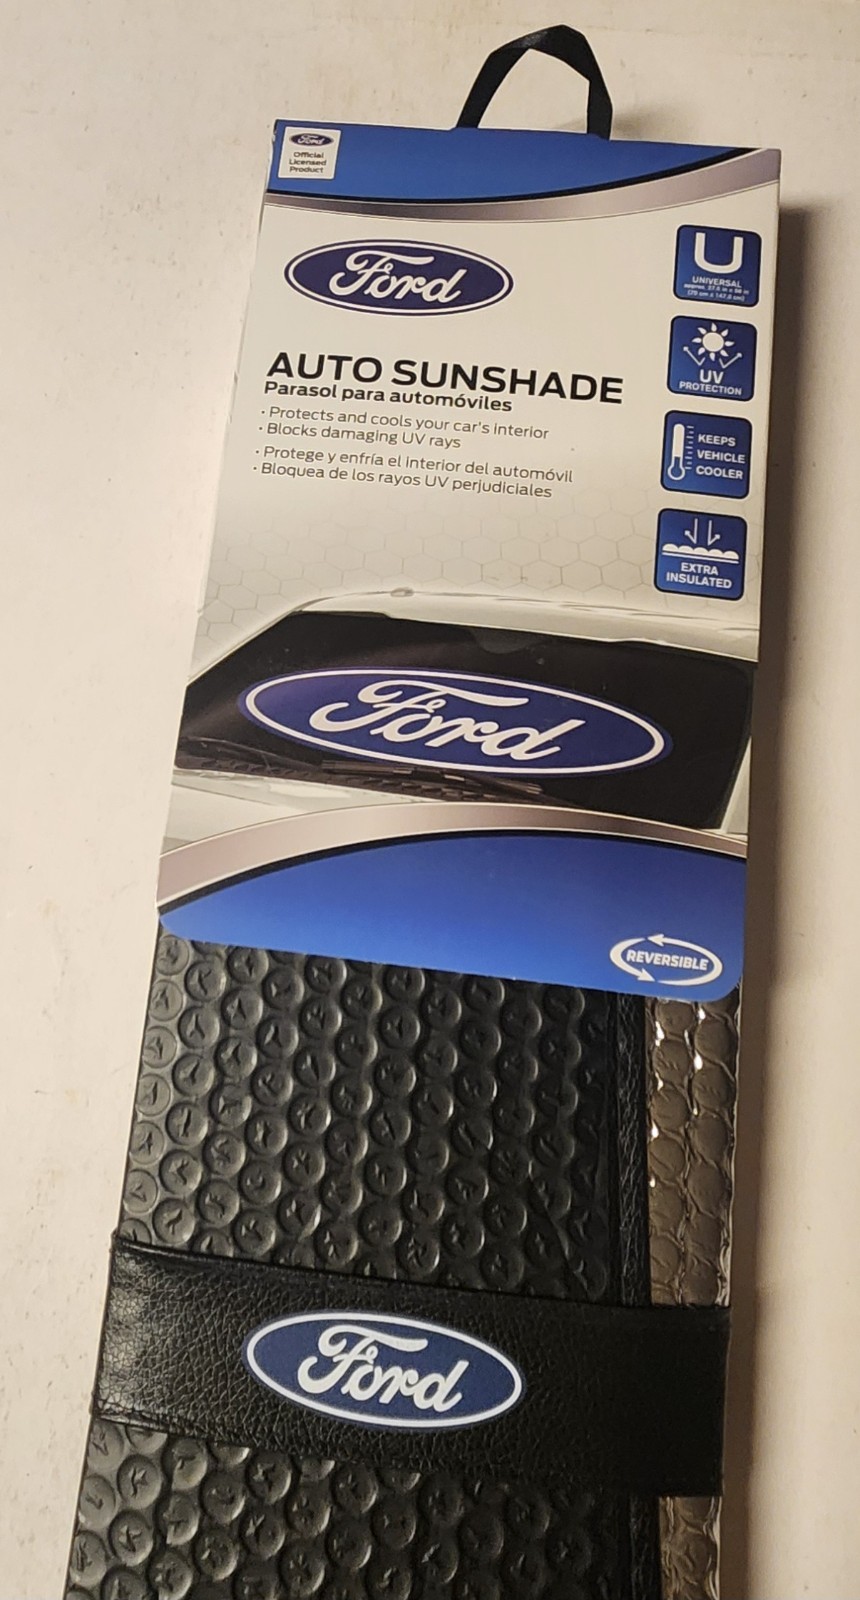 Ford
Official
Licensed
Product
Ford
AUTO SUNSHADE
Parasol para automóviles
• Protects and cools your car's interior
• Blocks damaging UV rays
• Protege y enfría el interior del automóvil
• Bloquea de los rayos UV perjudiciales
U
UNIVERSAL
UV
PROTECTION
KEEPS
VEHICLE
COOLER
EXTRA
INSULATED
Ford
REVERSIBLE
Ford